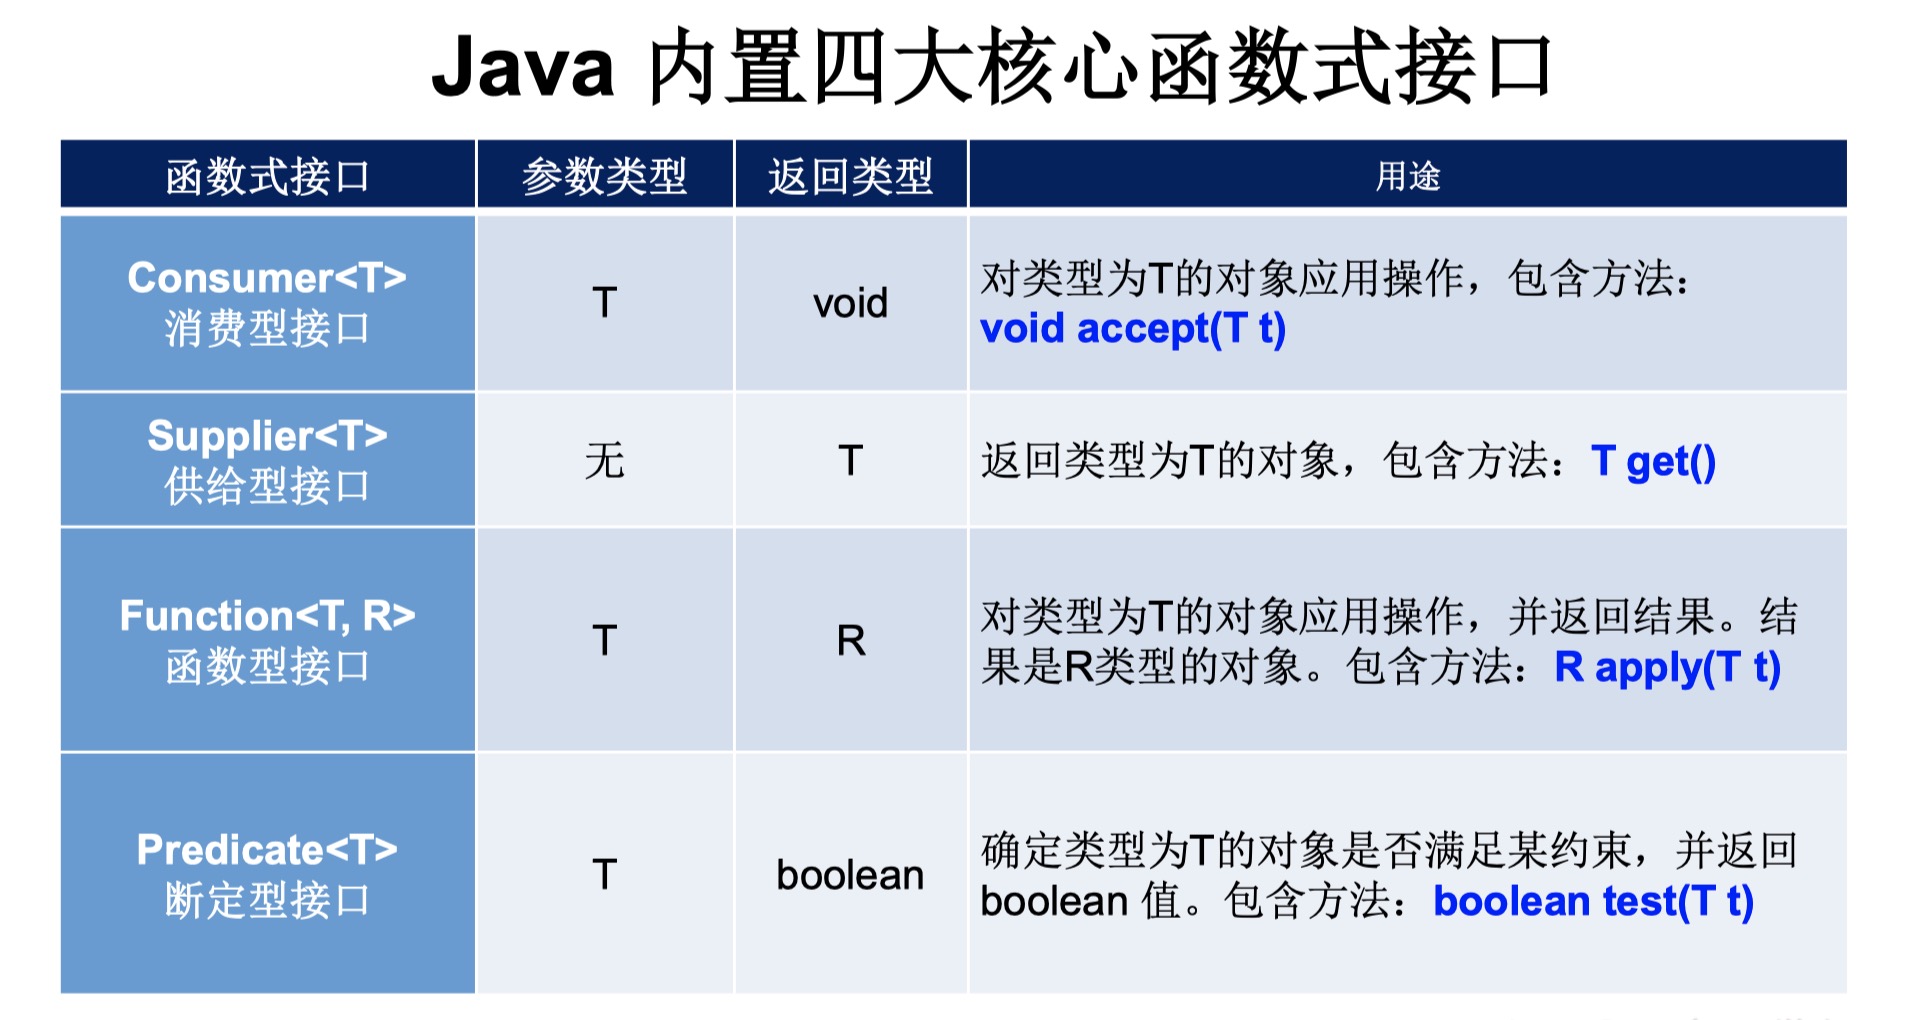 Java 内置四大核心函数式接口
函数式接口 参数类型 返回类型 用途
Consumer<T>
消费型接口
T
void
对类型为T的对象应用操作，包含方法：
void accept(T t)
Supplier<T>
供给型接口
无
T
返回类型为T的对象，包含方法：T get()
Function<T, R>
函数型接口
T
R
对类型为T的对象应用操作，并返回结果。结
果是R类型的对象。包含方法：R apply(T t)
Predicate<T>
断定型接口
T
boolean
确定类型为T的对象是否满足某约束，并返回
boolean 值。包含方法：boolean test(T t)